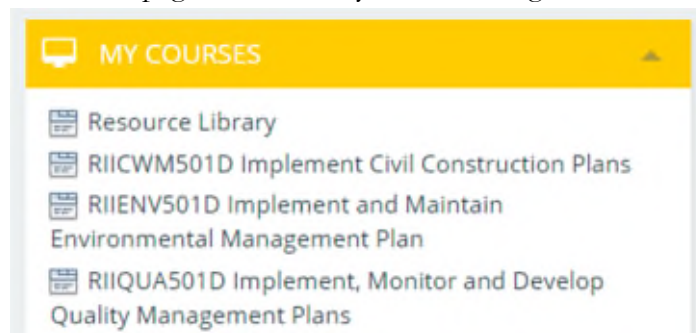 MY COURSES
Resource Library
RIICWM501D Implement Civil Construction Plans
RIIENV501D Implement and Maintain
Environmental Management Plan
RIIQUA501D Implement, Monitor and Develop
Quality Management Plans